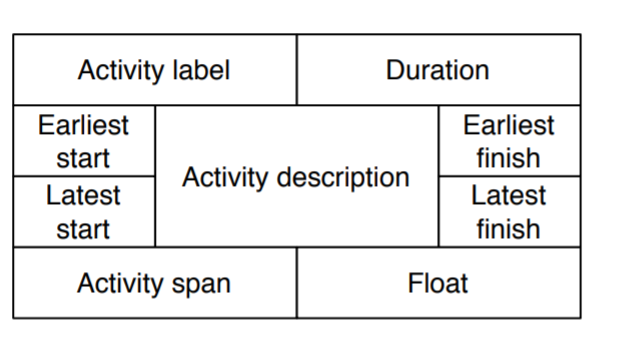 Activity label
Duration
Earliest
start
Activity description
Earliest
finish
Latest
start
Latest
finish
Activity span
Float